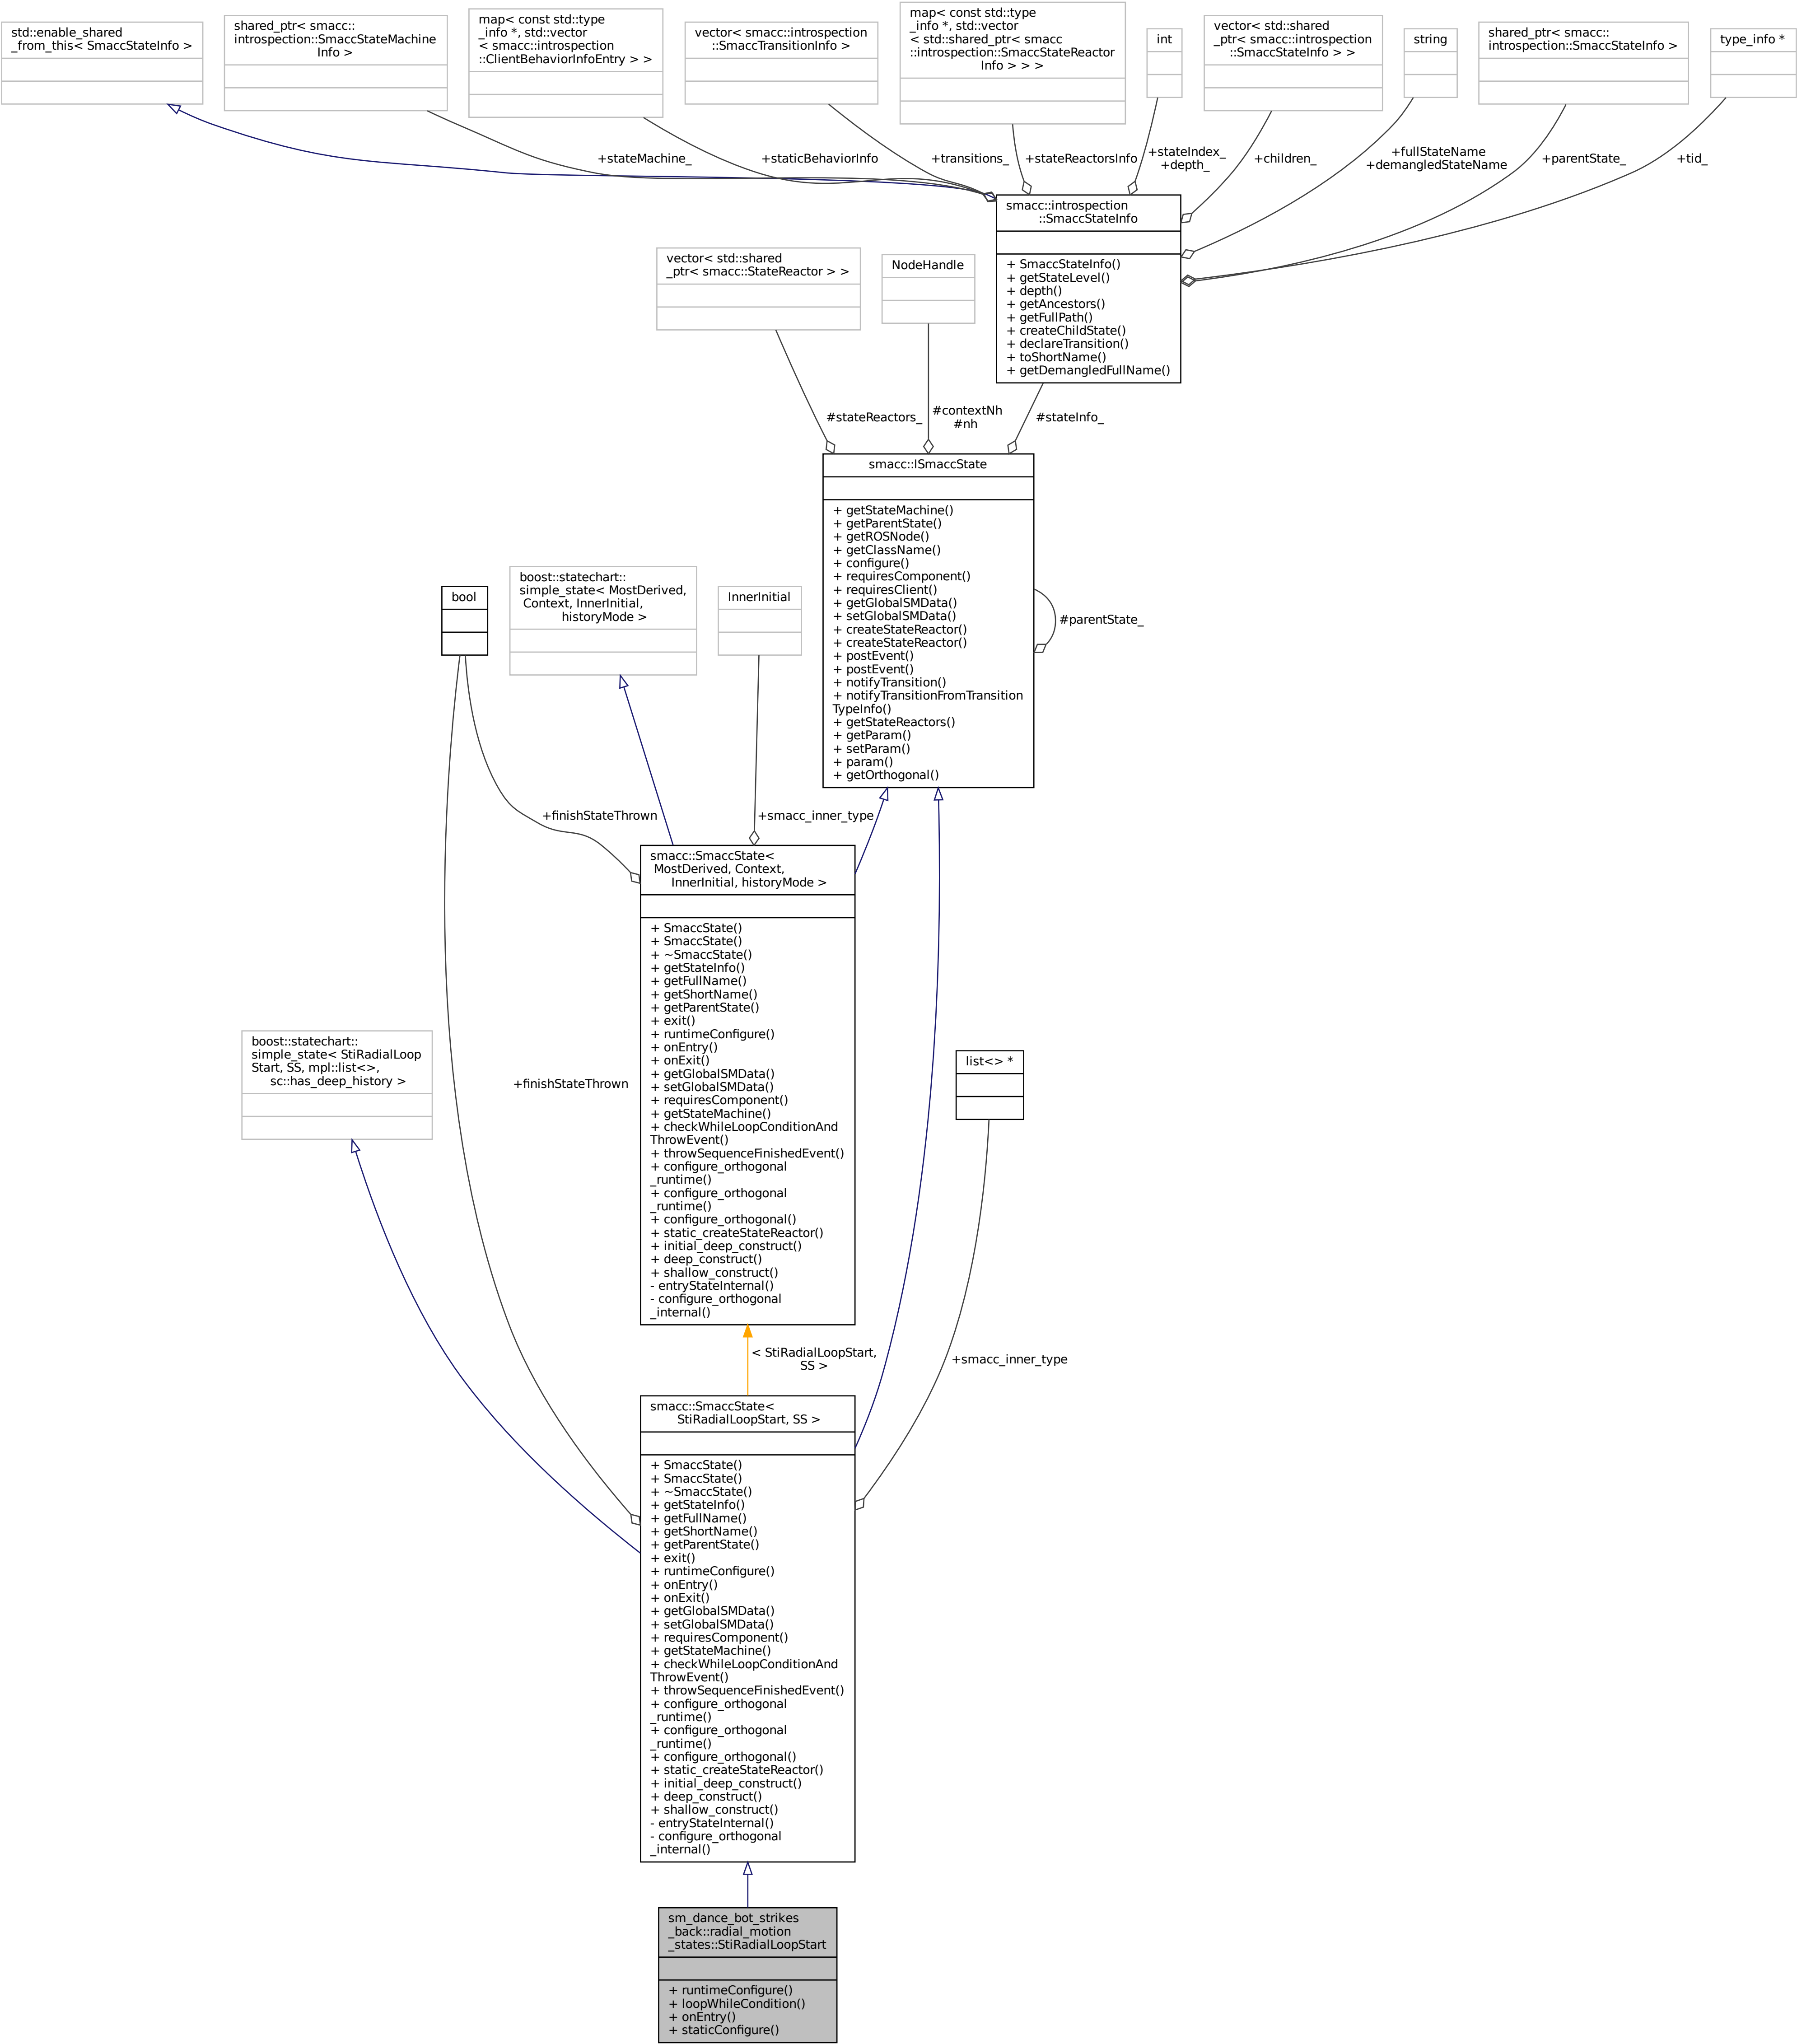 std::enable_shared
_from_this< SmaccStateInfo >
shared_ptr< smacc::
introspection::SmaccStateMachine
Info >
map< const std::type
_info *, std::vector
< smacc::introspection
::ClientBehaviorInfoEntry > >
vector< smacc::introspection
::SmaccTransitionInfo >
map< const std::type
_info *, std::vector
< std::shared_ptr< smacc
::introspection::SmaccStateReactor
Info > > >
int
vector< std::shared
_ptr< smacc::introspection
::SmaccStateInfo > >
string
shared_ptr< smacc::
introspection::SmaccStateInfo >
type_info *
+stateMachine_
+staticBehaviorInfo
+transitions_
+stateReactorsInfo
+stateIndex_
+depth_
+children_
+fullStateName
+demangledStateName
+parentState_
+tid_
smacc::introspection
::SmaccStateInfo
+ SmaccStateInfo()
+ getStateLevel()
+ depth()
+ getAncestors()
+ getFullPath()
+ createChildState()
+ declareTransition()
+ toShortName()
+ getDemangledFullName()
vector< std::shared
_ptr< smacc::StateReactor > >
NodeHandle
#stateReactors_
#contextNh
#nh
#stateInfo_
smacc::ISmaccState
+ getStateMachine()
+ getParentState()
+ getROSNode()
+ getClassName()
+ configure()
+ requiresComponent()
+ requiresClient()
+ getGlobalSMData()
+ setGlobalSMData()
+ createStateReactor()
+ createStateReactor()
+ postEvent()
+ postEvent()
+ notifyTransition()
+ notifyTransitionFromTransition
TypeInfo()
+ getStateReactors()
+ getParam()
+ setParam()
+ param()
+ getOrthogonal()
#parentState_
bool
boost::statechart::
simple_state< MostDerived,
Context, InnerInitial,
historyMode >
InnerInitial
+finishStateThrown
+smacc_inner_type
smacc::SmaccState<
MostDerived, Context,
InnerInitial, historyMode >
+ SmaccState()
+ SmaccState()
+ ~SmaccState()
+ getStateInfo()
+ getFullName()
+ getShortName()
+ getParentState()
+ exit()
+ runtimeConfigure()
+ onEntry()
+ onExit()
+ getGlobalSMData()
+ setGlobalSMData()
+ requiresComponent()
+ getStateMachine()
+ checkWhileLoopConditionAnd
ThrowEvent()
+ throwSequenceFinishedEvent()
+ configure_orthogonal
_runtime()
+ configure_orthogonal
_runtime()
+ configure_orthogonal()
+ static_createStateReactor()
+ initial_deep_construct()
+ deep_construct()
+ shallow_construct()
- entryStateInternal()
- configure_orthogonal
_internal()
boost::statechart::
simple_state< StiRadialLoop
Start, SS, mpl::list<>,
sc::has_deep_history >
+finishStateThrown
list<> *
< StiRadialLoopStart,
SS >
+smacc_inner_type
smacc::SmaccState<
StiRadialLoopStart, SS >
+ SmaccState()
+ SmaccState()
+ ~SmaccState()
+ getStateInfo()
+ getFullName()
+ getShortName()
+ getParentState()
+ exit()
+ runtimeConfigure()
+ onEntry()
+ onExit()
+ getGlobalSMData()
+ setGlobalSMData()
+ requiresComponent()
+ getStateMachine()
+ checkWhileLoopConditionAnd
ThrowEvent()
+ throwSequenceFinishedEvent()
+ configure_orthogonal
_runtime()
+ configure_orthogonal
_runtime()
+ configure_orthogonal()
+ static_createStateReactor()
+ initial_deep_construct()
+ deep_construct()
+ shallow_construct()
- entryStateInternal()
- configure_orthogonal
_internal()
sm_dance_bot_strikes
_back::radial_motion
_states::StiRadialLoopStart
+ runtimeConfigure()
+ loopWhileCondition()
+ onEntry()
+ staticConfigure()